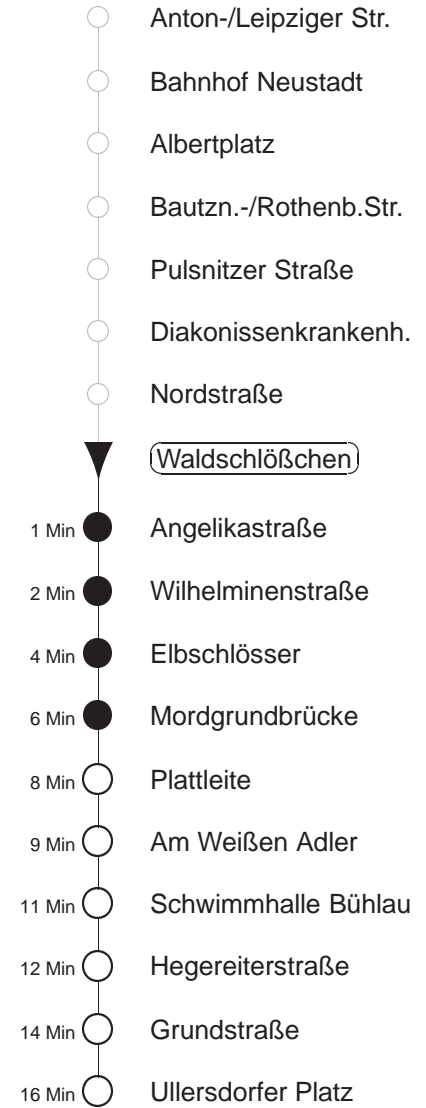 Anton-/Leipziger Str.
Bahnhof Neustadt
Albertplatz
Bautzn.-/Rothenb.Str.
Pulsnitzer Straße
Diakonissenkrankenh.
Nordstraße
Waldschlößchen
1 Min Angelikastraße
2 Min Wilhelminenstraße
4 Min Elbschlösser
6 Min Mordgrundbrücke
8 Min Plattleite
9 Min Am Weißen Adler
11 Min Schwimmhalle Bühlau
12 Min Hegereiterstraße
14 Min Grundstraße
16 Min Ullersdorfer Platz